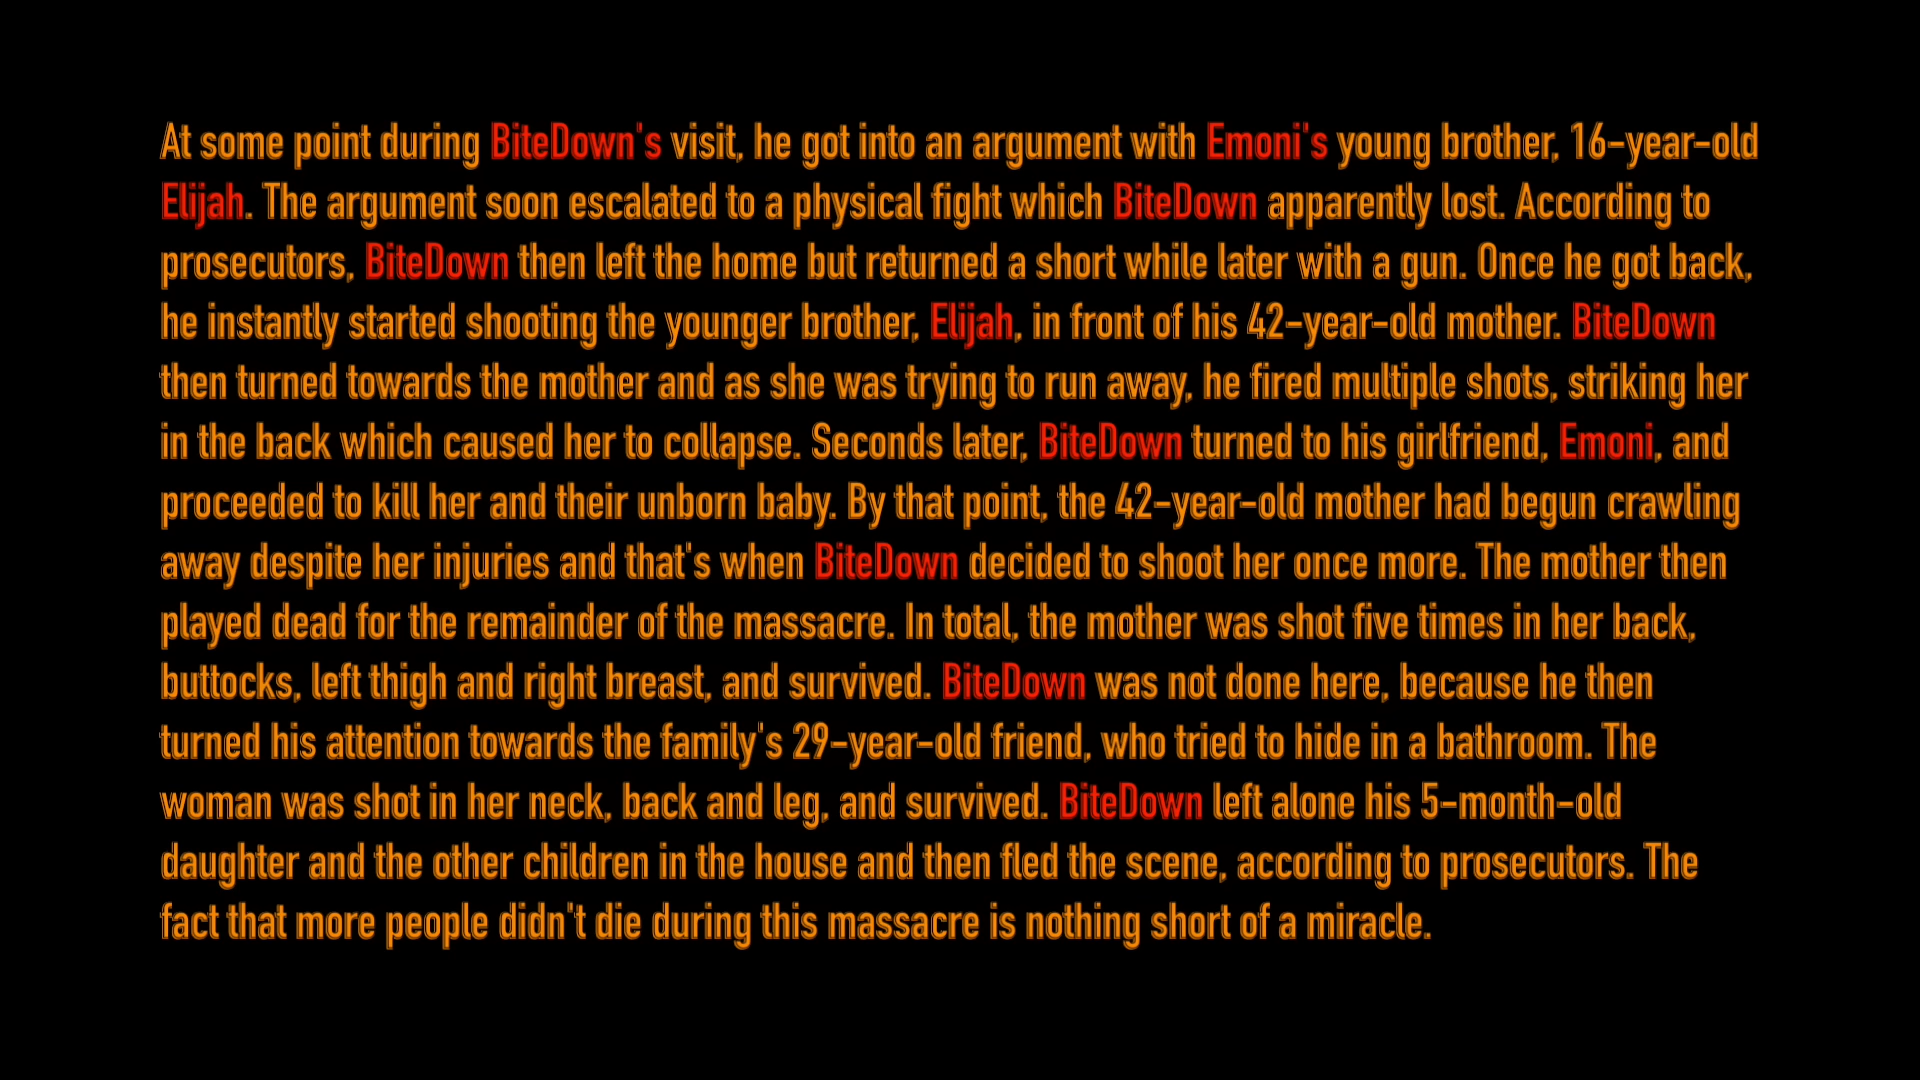 At some point during BiteDown's visit, he got into an argument with Emoni's young brother, 16-year-old
Elijah. The argument soon escalated to a physical fight which BiteDown apparently lost. According to
prosecutors, BiteDown then left the home but returned a short while later with a gun. Once he got back,
he instantly started shooting the younger brother, Elijah, in front of his 42-year-old mother. BiteDown
then turned towards the mother and as she was trying to run away, he fired multiple shots, striking her
in the back which caused her to collapse. Seconds later, BiteDown turned to his girlfriend, Emoni, and
proceeded to kill her and their unborn baby. By that point, the 42-year-old mother had begun crawling
away despite her injuries and that's when BiteDown decided to shoot her once more. The mother then
played dead for the remainder of the massacre. In total, the mother was shot five times in her back,
buttocks, left thigh and right breast, and survived. BiteDown was not done here, because he then
turned his attention towards the family's 29-year-old friend, who tried to hide in a bathroom. The
woman was shot in her neck, back and leg, and survived. BiteDown left alone his 5-month-old
daughter and the other children in the house and then fled the scene, according to prosecutors. The
fact that more people didn't die during this massacre is nothing short of a miracle.